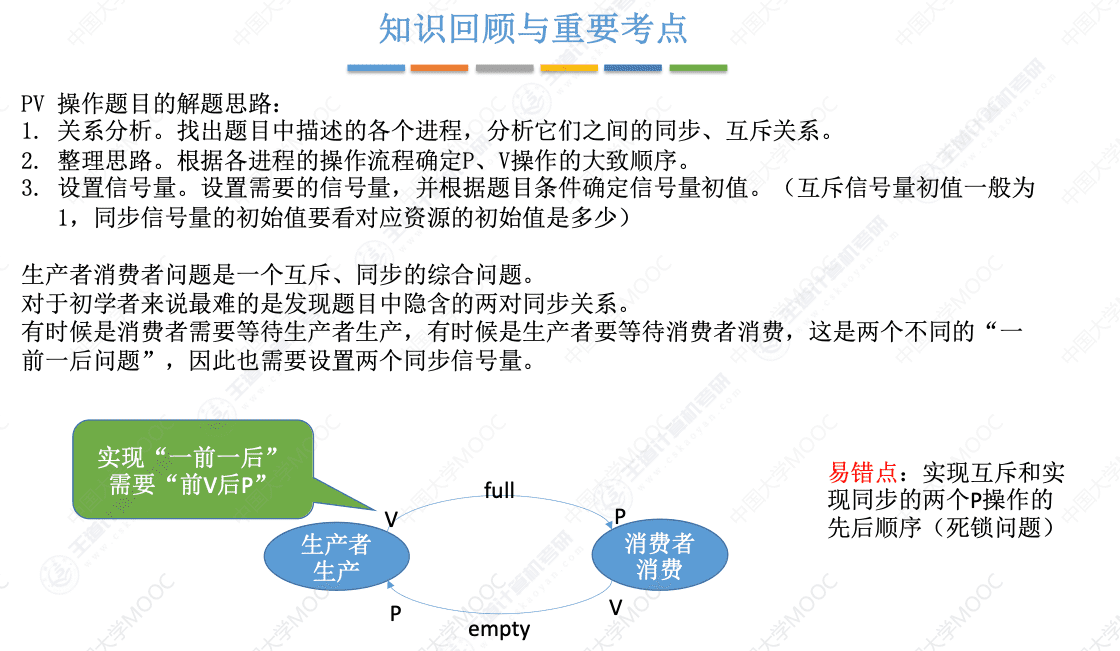 知识回顾与重要考点
PV 操作题目的解题思路：
1. 关系分析。找出题目中描述的各个进程，分析它们之间的同步、互斥关系。
2. 整理思路。根据各进程的操作流程确定P、V操作的大致顺序。
3. 设置信号量。设置需要的信号量，并根据题目条件确定信号量初值。（互斥信号量初值一般为
1，同步信号量的初始值要看对应资源的初始值是多少）
生产者消费者问题是一个互斥、同步的综合问题。
对于初学者来说最难的是发现题目中隐含的两对同步关系。
有时候是消费者需要等待生产者生产，有时候是生产者要等待消费者消费，这是两个不同的“一
前一后问题”，因此也需要设置两个同步信号量。
实现“一前一后”
需要“前V后P”
full
V
P
生产者
生产
消费者
消费
P
V
empty
易错点：实现互斥和实
现同步的两个P操作的
先后顺序（死锁问题）
中国大学MOOC
王道计算机考研